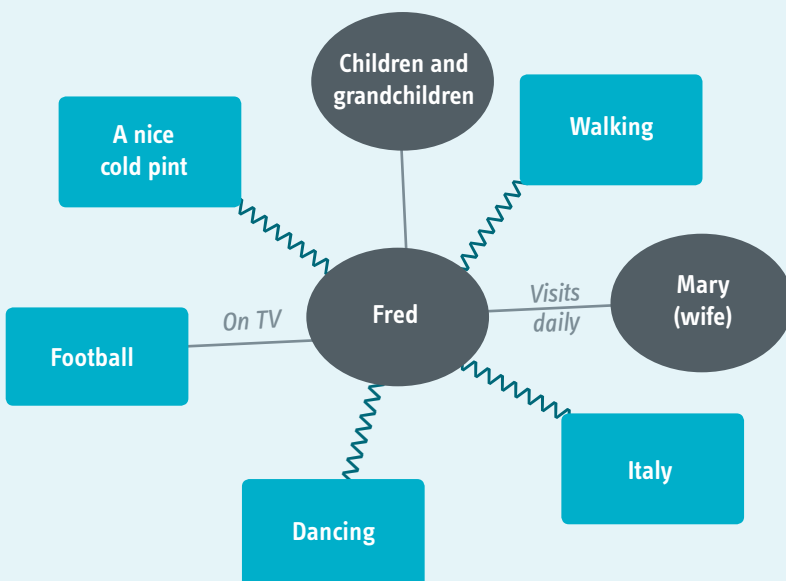 Children and
grandchildren
A nice
cold pint
Walking
Fred
Visits
daily
Mary
(wife)
On TV
Football
Italy
Dancing